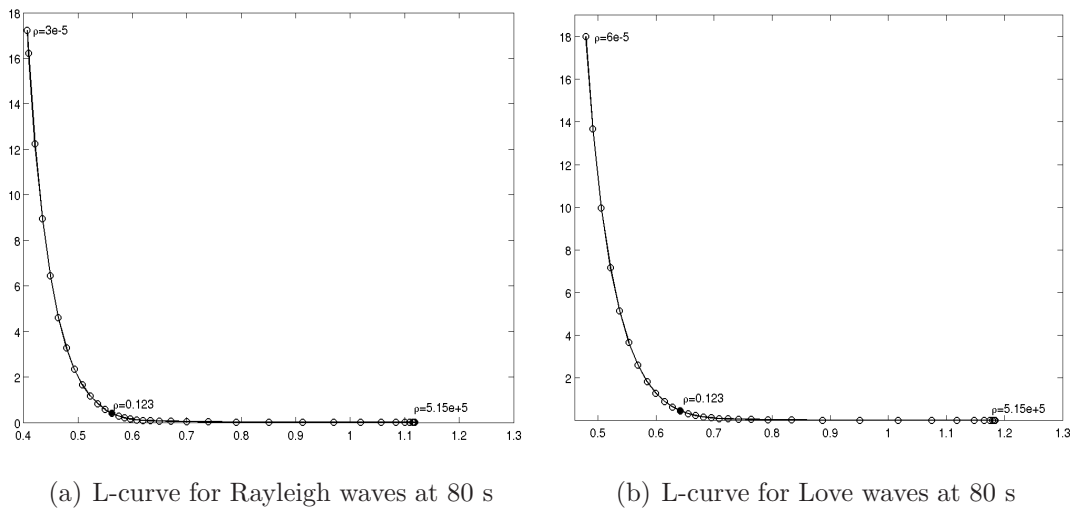 18
16
14
12
10
8
6
4
2
0
0.4 0.5 0.6 0.7 0.8 0.9 1 1.1 1.2 1.3
ρ=3e-5
ρ=0.123
ρ=5.15e+5
18
16
14
12
10
8
6
4
2
0.5 0.6 0.7 0.8 0.9 1 1.1 1.2 1.3
ρ=6e-5
ρ=0.123
ρ=5.15e+5
(a) L-curve for Rayleigh waves at 80 s
(b) L-curve for Love waves at 80 s